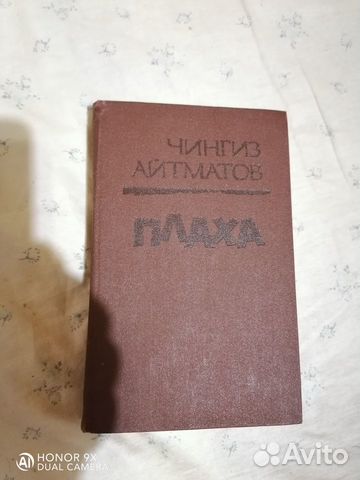 ЧИНГИЗ
АЙТМАТОВ
ПЛАХА
HONOR 9X
DUAL CAMERA
Avito